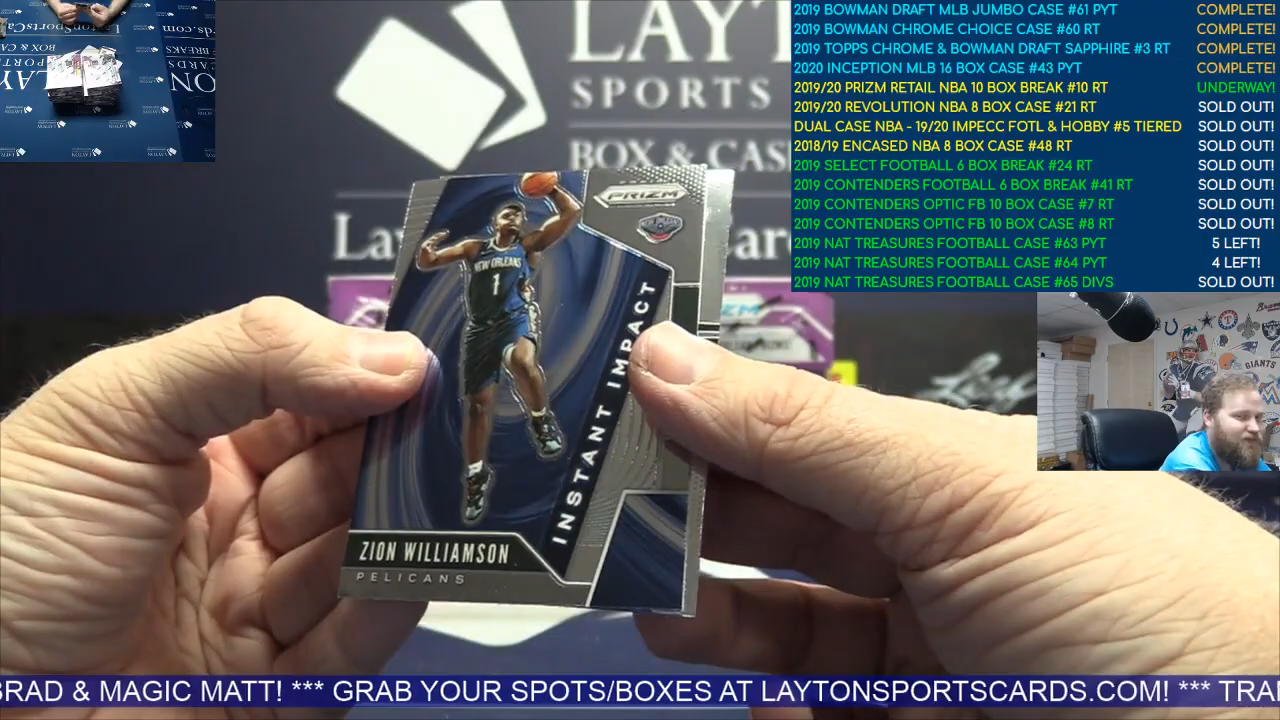 2019 BOWMAN DRAFT MLB JUMBO CASE #61 PYT COMPLETE!
2019 BOWMAN CHROME CHOICE CASE #60 RT COMPLETE!
2019 TOPPS CHROME & BOWMAN DRAFT SAPPHIRE #3 RT COMPLETE!
2020 INCEPTION MLB 16 BOX CASE #43 PYT COMPLETE!
2019/20 PRIZM RETAIL NBA 10 BOX BREAK #10 RT UNDERWAY!
2019/20 REVOLUTION NBA 8 BOX CASE #21 RT SOLD OUT!
DUAL CASE NBA - 19/20 IMPECC FOTL & HOBBY #5 TIERED SOLD OUT!
2018/19 ENCASED NBA 8 BOX CASE #48 RT SOLD OUT!
2019 SELECT FOOTBALL 6 BOX BREAK #24 RT SOLD OUT!
2019 CONTENDERS FOOTBALL 6 BOX BREAK #41 RT SOLD OUT!
2019 CONTENDERS OPTIC FB 10 BOX CASE #7 RT SOLD OUT!
2019 CONTENDERS OPTIC FB 10 BOX CASE #8 RT SOLD OUT!
2019 NAT TREASURES FOOTBALL CASE #63 PYT 5 LEFT!
2019 NAT TREASURES FOOTBALL CASE #64 PYT 4 LEFT!
2019 NAT TREASURES FOOTBALL CASE #65 DIVS SOLD OUT!
LAYT
SPORTS
BOX & CAS
La
Card
PRIZM
NEW ORLEANS
1
INSTANT IMPACT
ZION WILLIAMSON
PELICANS
Leaf
GIANTS
BRAD & MAGIC MATT! *** GRAB YOUR SPOTS/BOXES AT LAYTONSPORTSCARDS.COM! *** TRA